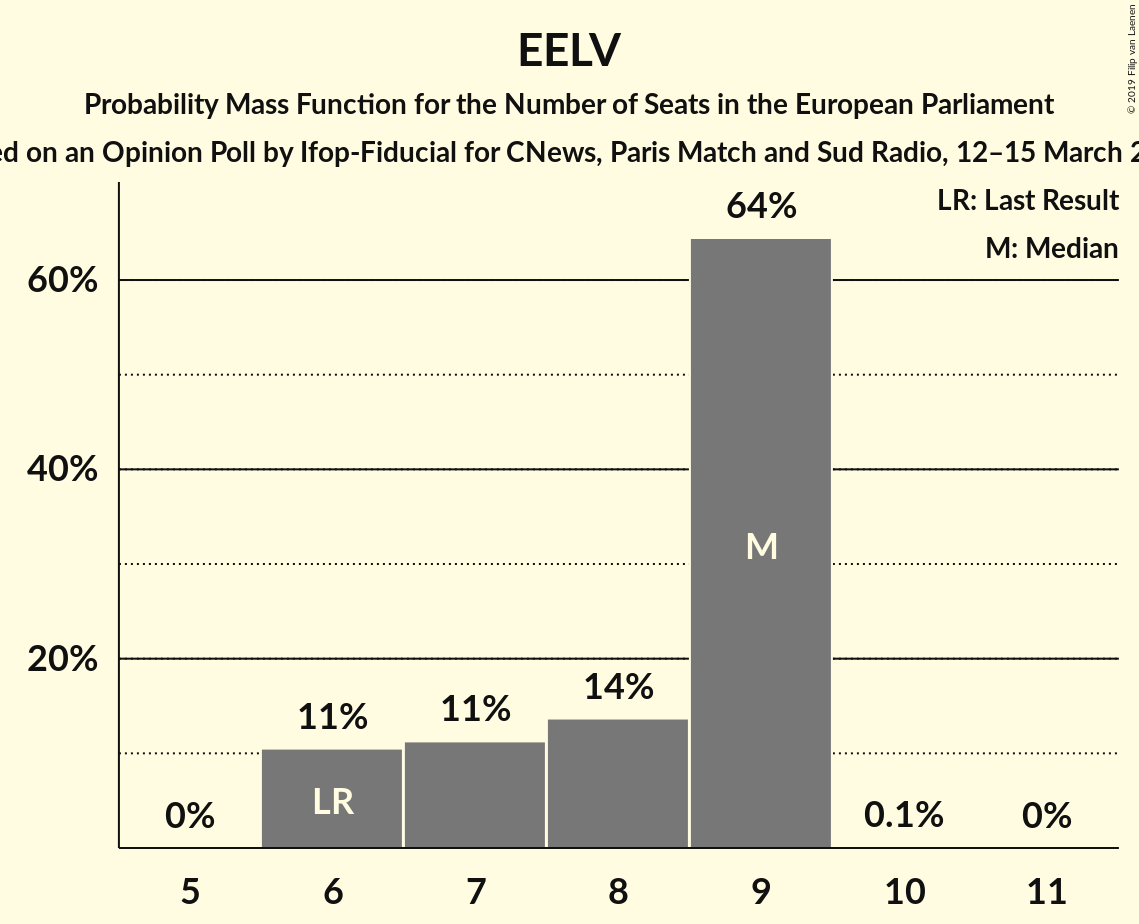 EELV
Probability Mass Function for the Number of Seats in the European Parliament
on an Opinion Poll by Ifop-Fiducial for CNews, Paris Match and Sud Radio, 12–15 March
© 2019 Filip van Laenen
LR: Last Result
M: Median
60%
40%
20%
0%
11%
11%
14%
64%
0.1%
0%
LR
M
5
6
7
8
9
10
11